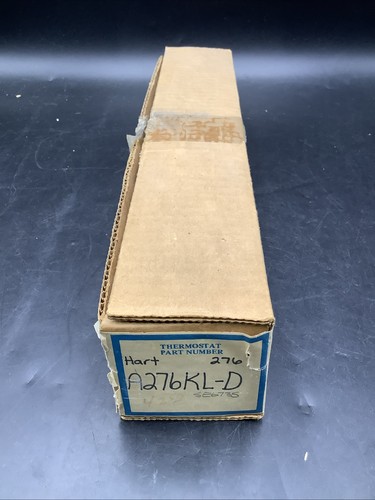 THERMOSTAT
PART NUMBER
Hart 276
A276KL-D